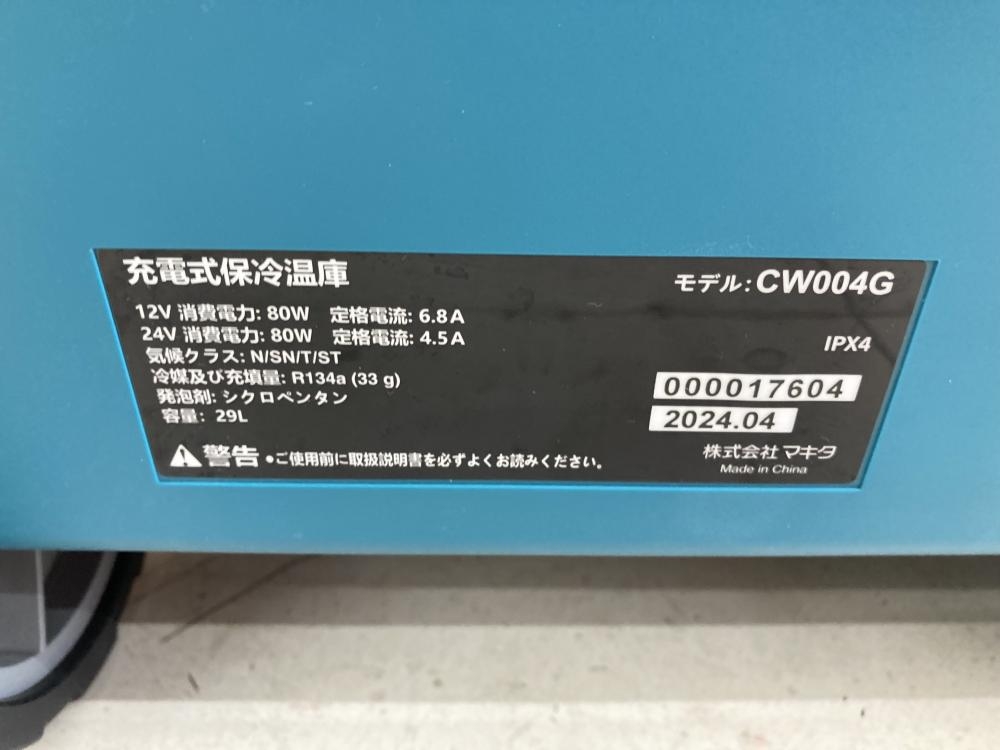 充電式保冷温庫
モデル: CW004G
12V 消費電力: 80W 定格電流: 6.8A
24V 消費電力: 80W 定格電流: 4.5A
気候クラス: N/SN/T/ST
冷媒及び充填量: R134a (33 g)
発泡剤: シクロペンタン
容量: 29L
IPX4
000017604
2024.04
警告 •ご使用前に取扱説明書を必ずよくお読みください。
株式会社 マキタ
Made in China